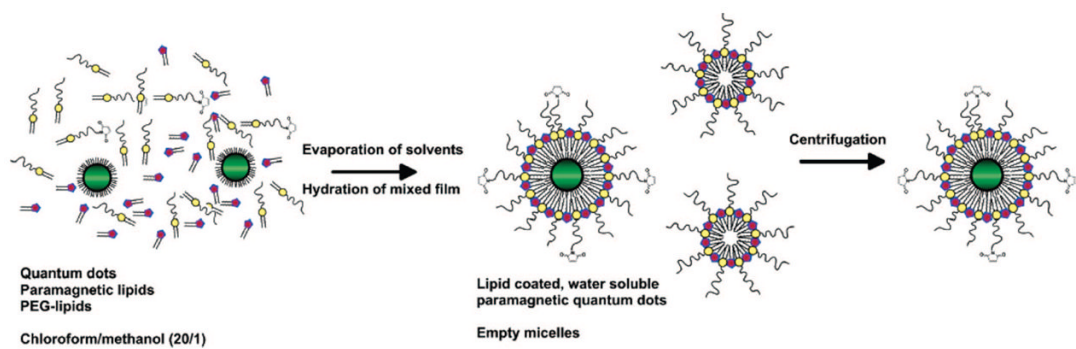 Evaporation of solvents
Hydration of mixed film
Centrifugation
Quantum dots
Paramagnetic lipids
PEG-lipids
Chloroform/methanol (20/1)
Lipid coated, water soluble
paramagnetic quantum dots
Empty micelles